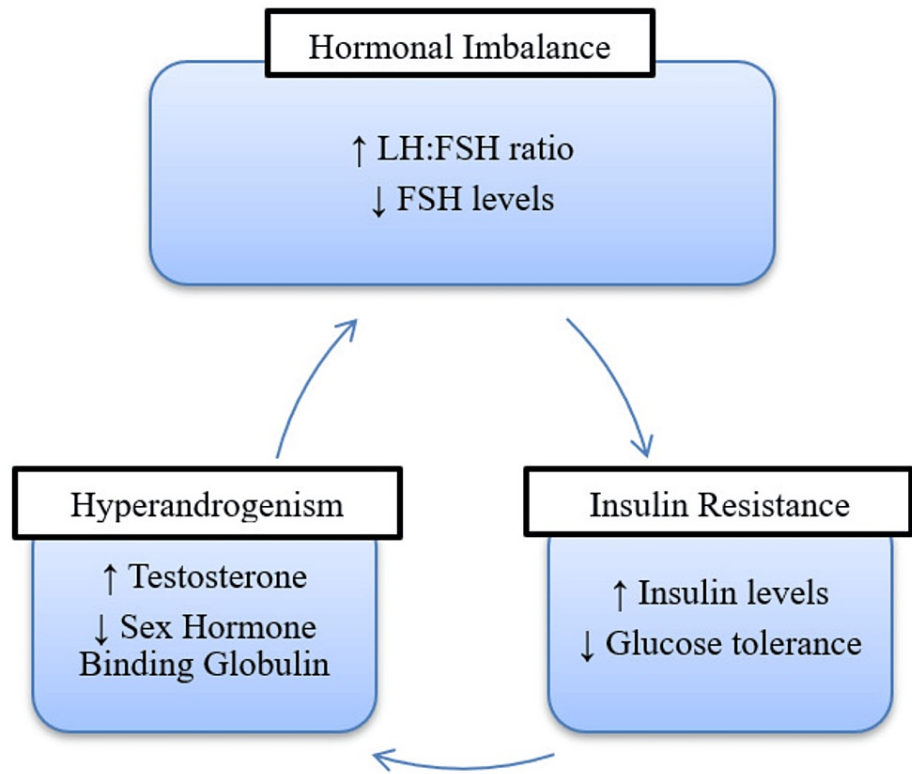 Hormonal Imbalance
↑ LH:FSH ratio
↓ FSH levels
Hyperandrogenism
↑ Testosterone
↓ Sex Hormone
Binding Globulin
Insulin Resistance
↑ Insulin levels
↓ Glucose tolerance